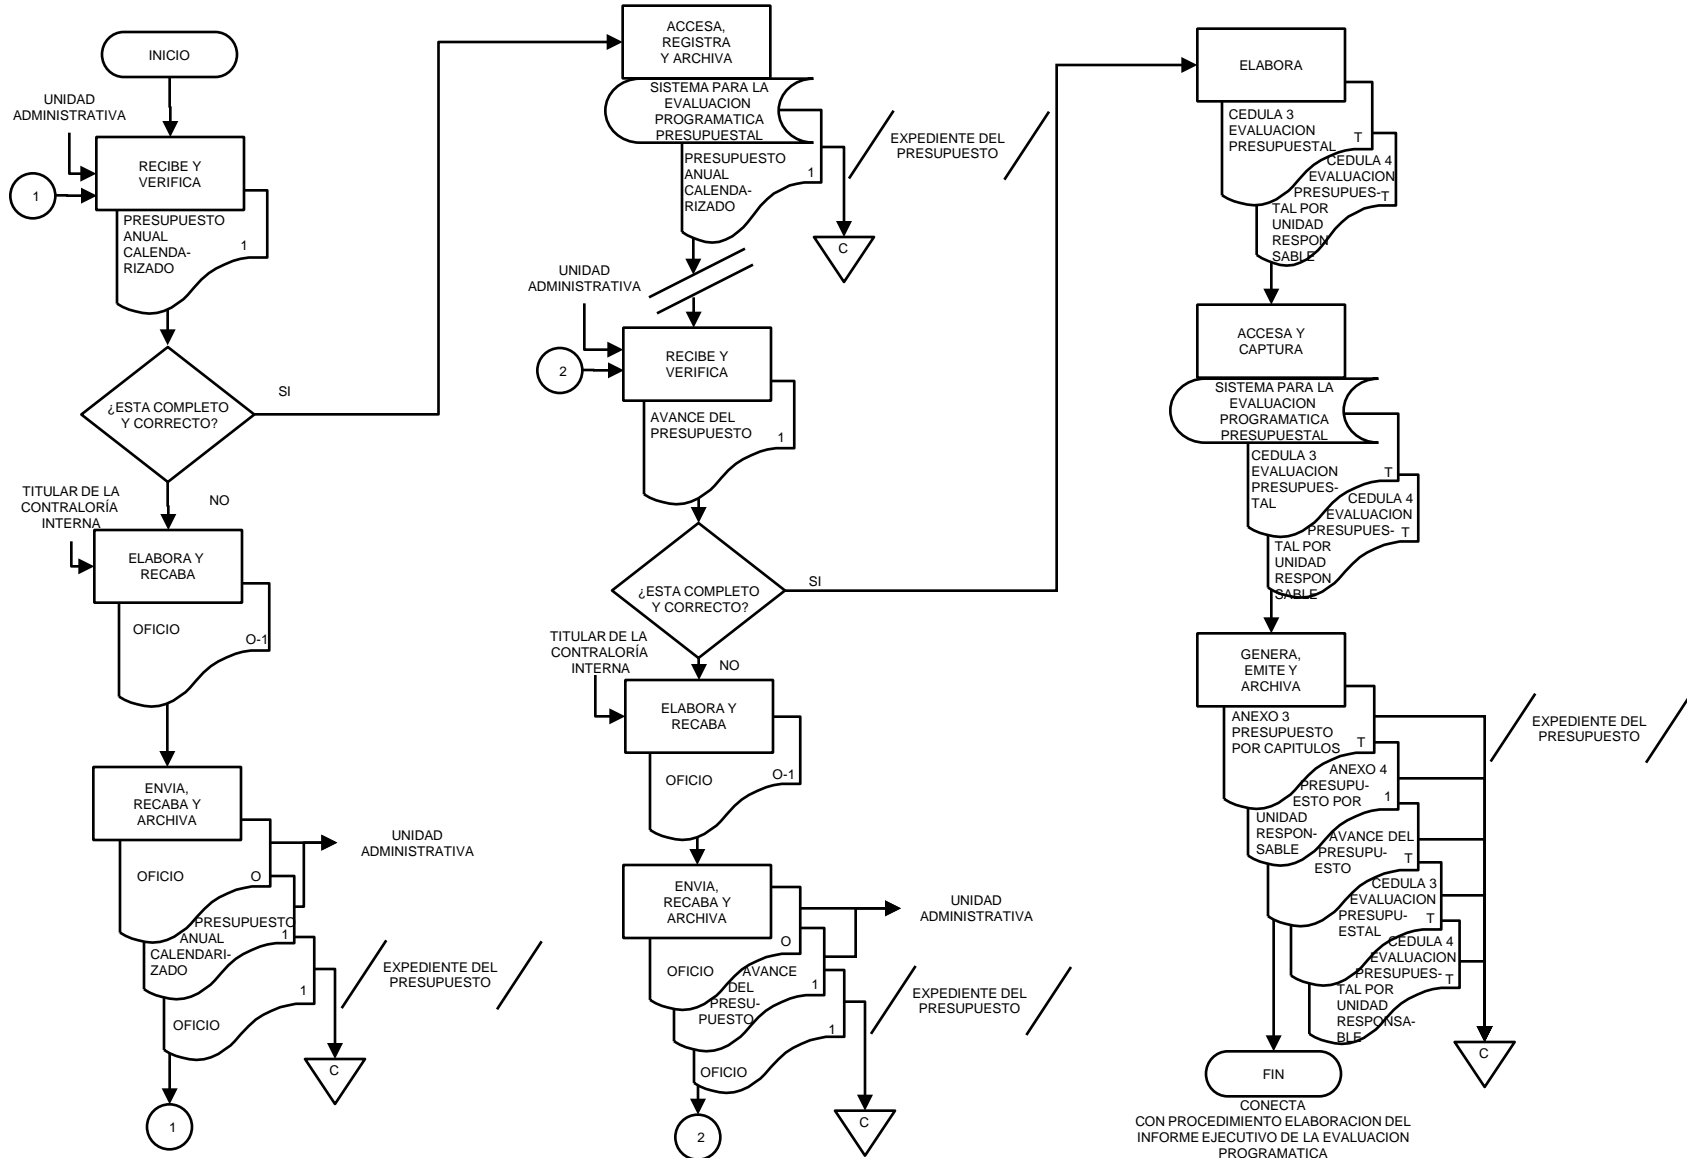 INICIO
UNIDAD
ADMINISTRATIVA
RECIBE Y
VERIFICA
1
PRESUPUESTO
ANUAL
CALENDA-
RIZADO
1
¿ESTA COMPLETO
Y CORRECTO?
SI
NO
TITULAR DE LA
CONTRALORÍA
INTERNA
ELABORA Y
RECABA
OFICIO
O-1
ENVIA,
RECABA Y
ARCHIVA
OFICIO
O
UNIDAD
ADMINISTRATIVA
PRESUPUESTO
ANUAL
CALENDARI-
ZADO
1
OFICIO
1
EXPEDIENTE DEL
PRESUPUESTO
C
1
ACCESA,
REGISTRA
Y ARCHIVA
SISTEMA PARA LA
EVALUACION
PROGRAMATICA
PRESUPUESTAL
PRESUPUESTO
ANUAL
CALENDA-
RIZADO
1
EXPEDIENTE DEL
PRESUPUESTO
C
UNIDAD
ADMINISTRATIVA
RECIBE Y
VERIFICA
2
AVANCE DEL
PRESUPUESTO
1
¿ESTA COMPLETO
Y CORRECTO?
SI
NO
TITULAR DE LA
CONTRALORÍA
INTERNA
ELABORA Y
RECABA
OFICIO
O-1
ENVIA,
RECABA Y
ARCHIVA
OFICIO
O
UNIDAD
ADMINISTRATIVA
AVANCE
DEL
PRESU-
PUESTO
1
OFICIO
1
EXPEDIENTE DEL
PRESUPUESTO
C
2
ELABORA
CEDULA 3
EVALUACION
PRESUPUESTAL
T
CEDULA 4
EVALUACION
PRESUPUES-
TAL POR
UNIDAD
RESPON
SABLE
T
ACCESA Y
CAPTURA
SISTEMA PARA LA
EVALUACION
PROGRAMATICA
PRESUPUESTAL
CEDULA 3
EVALUACION
PRESUPUES-
TAL
T
CEDULA 4
EVALUACION
PRESUPUES-
TAL POR
UNIDAD
RESPON
SABLE
T
GENERA,
EMITE Y
ARCHIVA
ANEXO 3
PRESUPUESTO
POR CAPITULOS
T
ANEXO 4
PRESUPU-
ESTO POR
UNIDAD
RESPON-
SABLE
1
AVANCE DEL
PRESUPU-
ESTO
T
CEDULA 3
EVALUACION
PRESUPU-
ESTAL
T
CEDULA 4
EVALUACION
PRESUPUES-
TAL POR
UNIDAD
RESPONSA-
BLE
T
EXPEDIENTE DEL
PRESUPUESTO
C
FIN
CONECTA
CON PROCEDIMIENTO ELABORACION DEL
INFORME EJECUTIVO DE LA EVALUACION
PROGRAMATICA